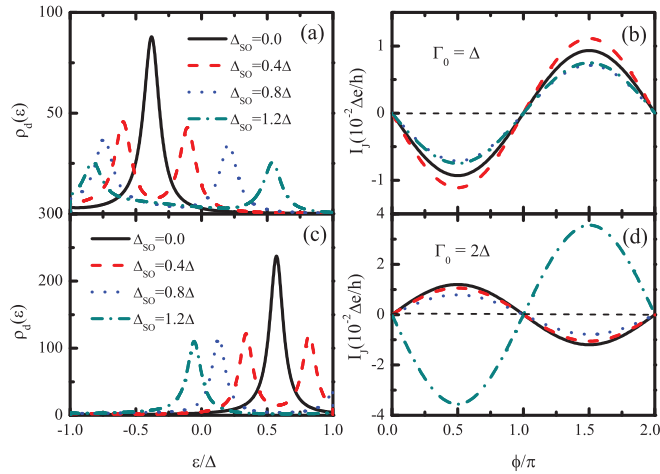 100
50
300
200
100
0
ρ_d(ε)
ρ_d(ε)
(a)
Δ_SO=0.0
Δ_SO=0.4Δ
Δ_SO=0.8Δ
Δ_SO=1.2Δ
(c)
Δ_SO=0.0
Δ_SO=0.4Δ
Δ_SO=0.8Δ
Δ_SO=1.2Δ
-1.0 -0.5 0.0 0.5 1.0
ε/Δ
1
0
-1
4
2
0
-2
-4
I_J(10⁻²Δe/h)
I_J(10⁻²Δe/h)
(b)
Γ_0 = Δ
(d)
Γ_0 = 2Δ
0.0 0.5 1.0 1.5 2.0
ϕ/π